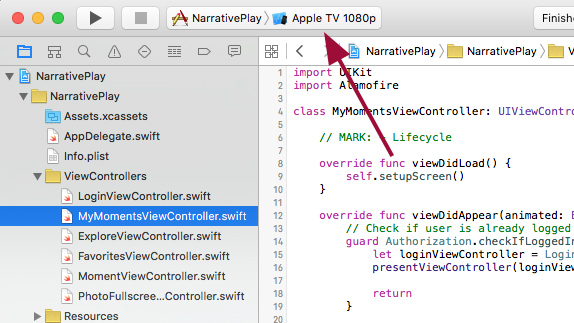 NarrativePlay Apple TV 1080p Finishe
NarrativePlay NarrativePlay V
NarrativePlay
NarrativePlay
Assets.xcassets
AppDelegate.swift
Info.plist
ViewControllers
LoginViewController.swift
MyMomentsViewController.swift
ExploreViewController.swift
FavoritesViewController.swift
MomentViewController.swift
PhotoFullscree...Controller.swift
Resources
1 import UIKit
2 import Alamofire
3
4 class MyMomentsViewController: UIViewContro
5
6 // MARK: - Lifecycle
7
8 override func viewDidLoad() {
9 self.setupScreen()
10 }
11
12 override func viewDidAppear(animated: B
13 // Check if user is already logged
14 guard Authorization.checkIfLoggedIn
15 let loginViewController = Login
16 presentViewController(loginView
17
18 return
19 }
20